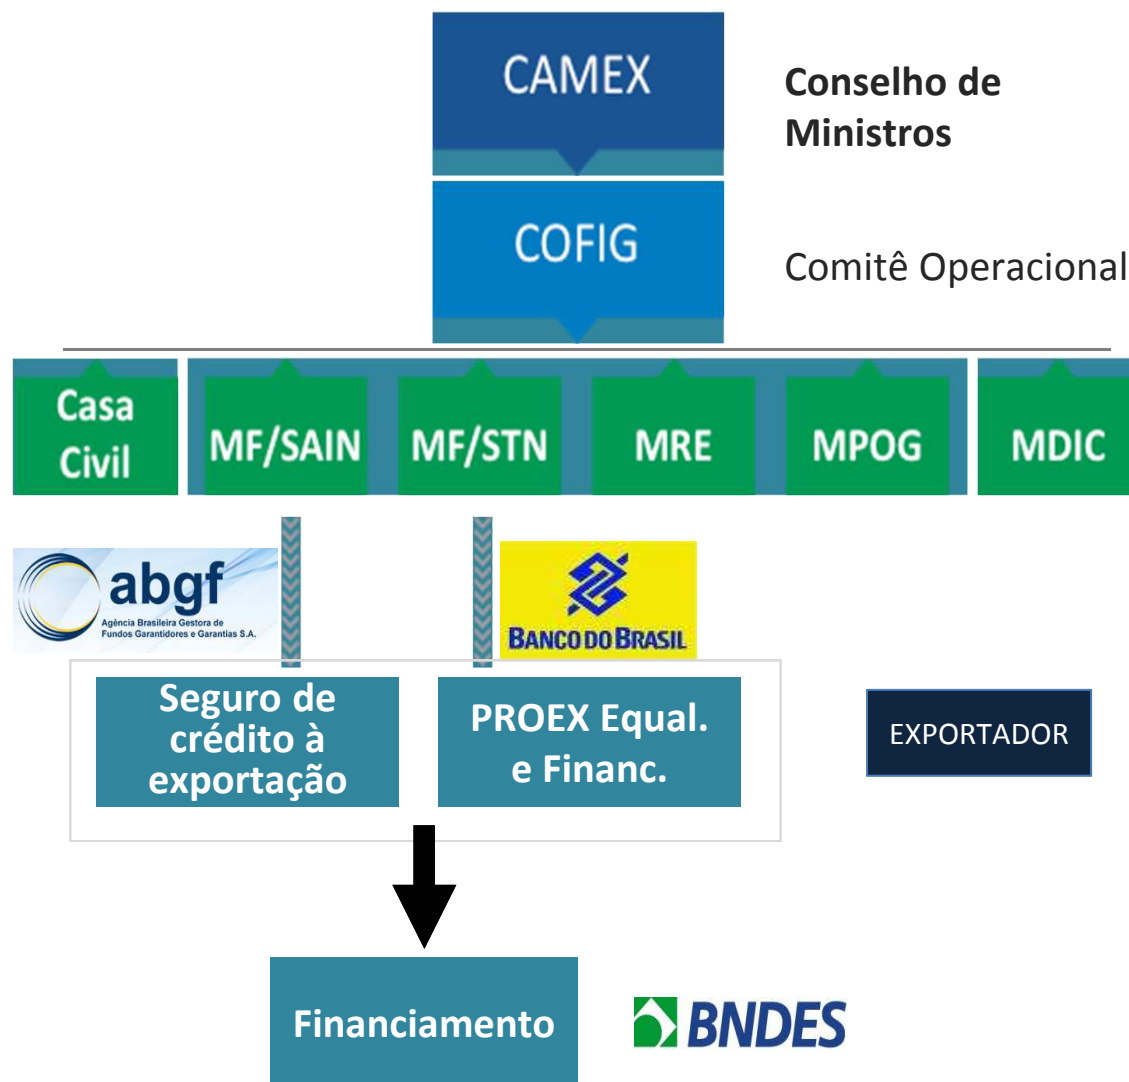 CAMEX
Conselho de
Ministros
COFIG
Comitê Operacional
Casa
Civil
MF/SAIN
MF/STN
MRE
MPOG
MDIC
abgf
Agência Brasileira Gestora de
Fundos Garantidores e Garantias S.A.
BANCO DO BRASIL
Seguro de
crédito à
exportação
PROEX Equal.
e Financ.
EXPORTADOR
Financiamento
BNDES